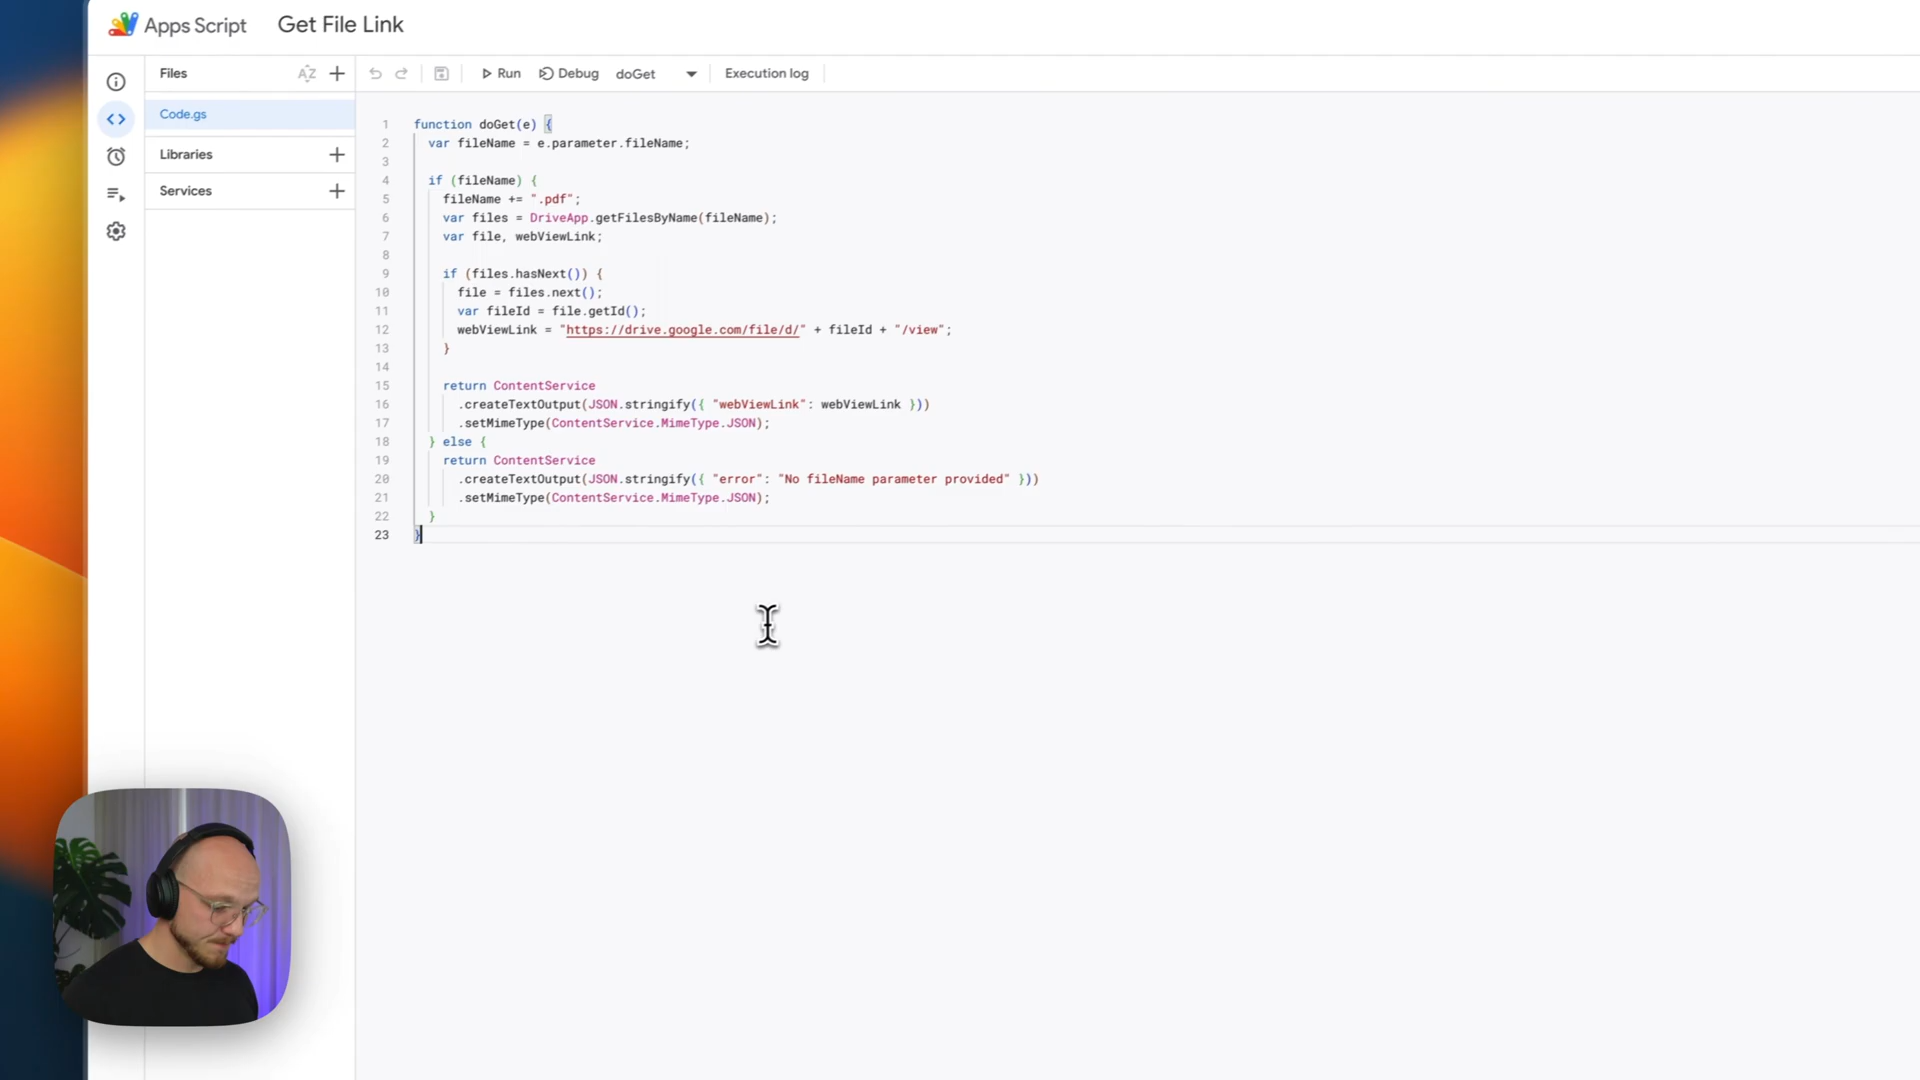 Apps Script Get File Link
Files
Run Debug doGet Execution log
Code.gs
Libraries
Services
1 function doGet(e) {
2 var fileName = e.parameter.fileName;
3
4 if (fileName) {
5 fileName += ".pdf";
6 var files = DriveApp.getFilesByName(fileName);
7 var file, webViewLink;
8
9 if (files.hasNext()) {
10 file = files.next();
11 var fileId = file.getId();
12 webViewLink = "https://drive.google.com/file/d/" + fileId + "/view";
13 }
14
15 return ContentService
16 .createTextOutput(JSON.stringify({ "webViewLink": webViewLink }))
17 .setMimeType(ContentService.MimeType.JSON);
18 } else {
19 return ContentService
20 .createTextOutput(JSON.stringify({ "error": "No fileName parameter provided" }))
21 .setMimeType(ContentService.MimeType.JSON);
22 }
23 }